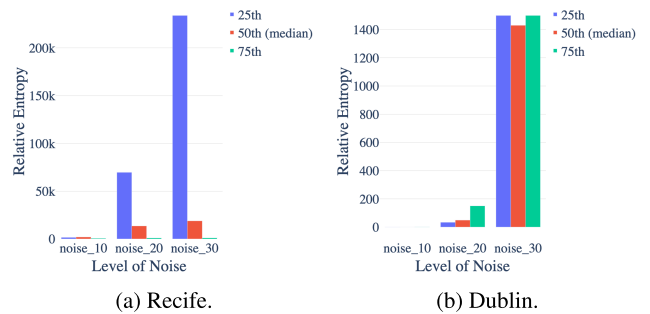 25th
50th (median)
75th
Relative Entropy
200k
150k
100k
50k
0
noise_10 noise_20 noise_30
Level of Noise
(a) Recife.
25th
50th (median)
75th
Relative Entropy
1400
1200
1000
800
600
400
200
0
noise_10 noise_20 noise_30
Level of Noise
(b) Dublin.